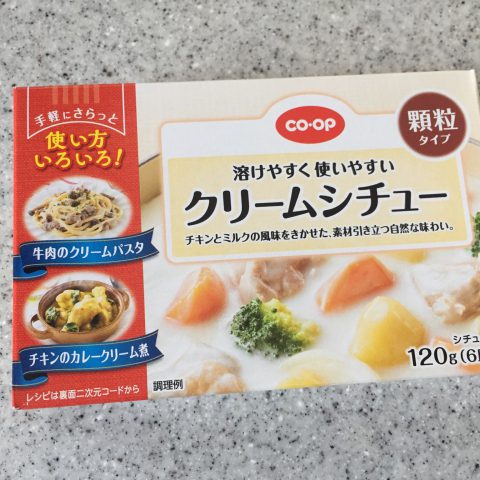 手軽にさらっと
使い方
いろいろ!
牛肉のクリームパスタ
チキンのカレークリーム煮
レシピは裏面二次元コードから
CO·OP
顆粒
タイプ
溶けやすく使いやすい
クリームシチュー
チキンとミルクの風味をきかせた、素材引き立つ自然な味わい。
調理例
シチュ
120g(6